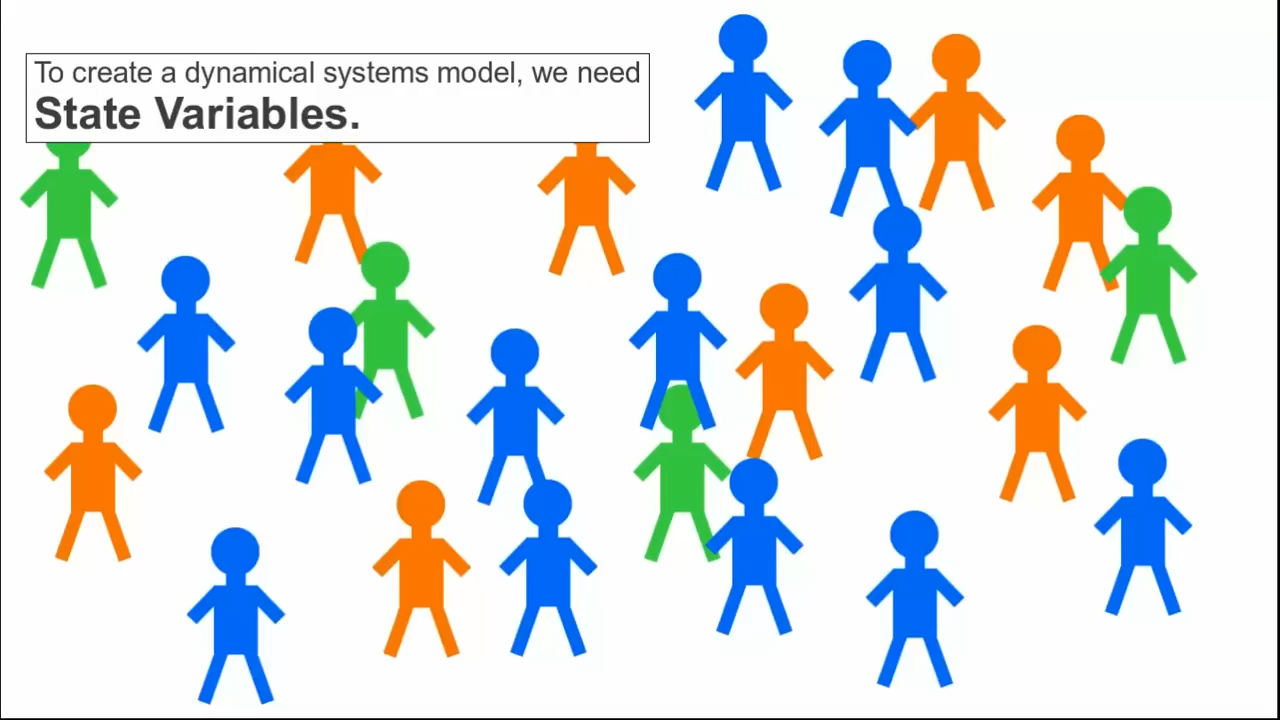 To create a dynamical systems model, we need
State Variables.